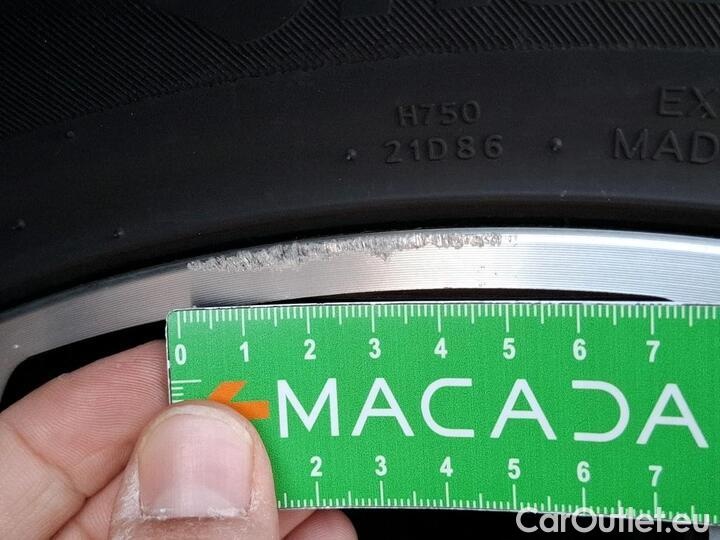 H750
21D86
EX
MAD
0 1 2 3 4 5 6 7
MACADA
2 3 4 5 6 7
CarOutlet.eu